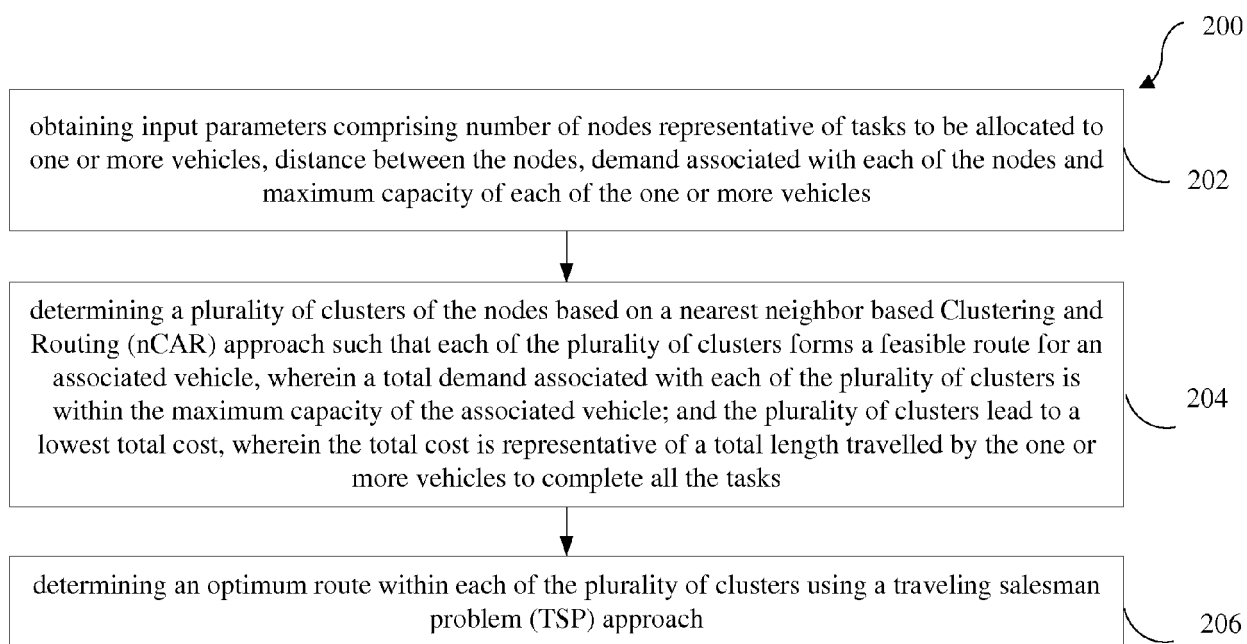 200
obtaining input parameters comprising number of nodes representative of tasks to be allocated to
one or more vehicles, distance between the nodes, demand associated with each of the nodes and
maximum capacity of each of the one or more vehicles
202
determining a plurality of clusters of the nodes based on a nearest neighbor based Clustering and
Routing (nCAR) approach such that each of the plurality of clusters forms a feasible route for an
associated vehicle, wherein a total demand associated with each of the plurality of clusters is
within the maximum capacity of the associated vehicle; and the plurality of clusters lead to a
lowest total cost, wherein the total cost is representative of a total length travelled by the one or
more vehicles to complete all the tasks
204
determining an optimum route within each of the plurality of clusters using a traveling salesman
problem (TSP) approach
206